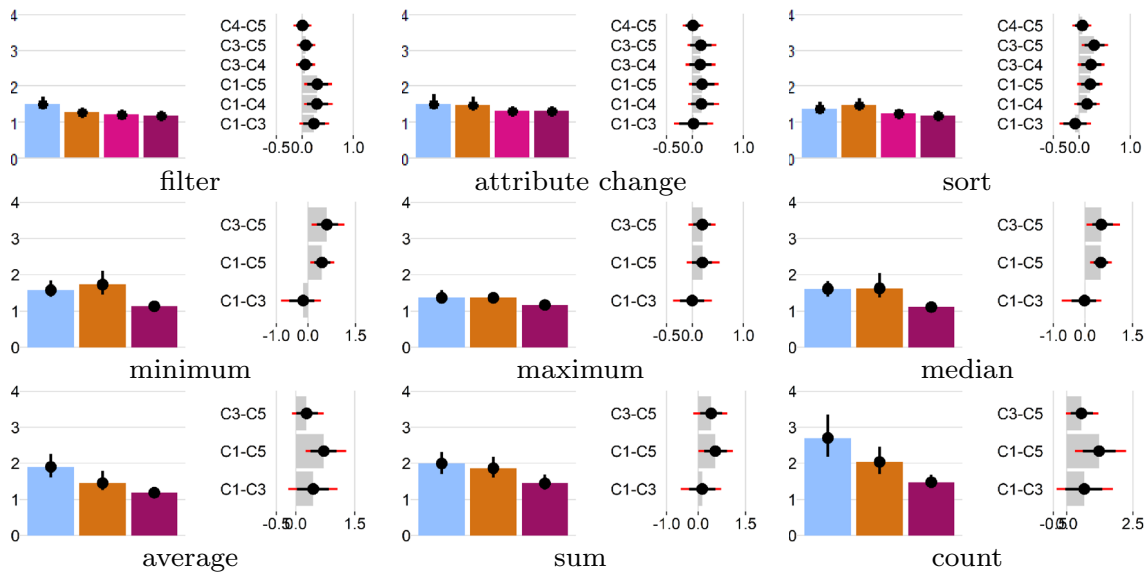 4
3
2
1
0
C4-C5
C3-C5
C3-C4
C1-C5
C1-C4
C1-C3
-0.50.0 1.0
filter
4
3
2
1
0
C4-C5
C3-C5
C3-C4
C1-C5
C1-C4
C1-C3
-0.50.0 1.0
attribute change
4
3
2
1
0
C4-C5
C3-C5
C3-C4
C1-C5
C1-C4
C1-C3
-0.50.0 1.0
sort
4
3
2
1
0
C3-C5
C1-C5
C1-C3
-1.0 0.0 1.5
minimum
4
3
2
1
0
C3-C5
C1-C5
C1-C3
-0.50.0 1.0
maximum
4
3
2
1
0
C3-C5
C1-C5
C1-C3
-1.0 0.0 1.5
median
4
3
2
1
0
C3-C5
C1-C5
C1-C3
-0.50.0 1.5
average
4
3
2
1
0
C3-C5
C1-C5
C1-C3
-1.0 0.0 1.5
sum
4
3
2
1
0
C3-C5
C1-C5
C1-C3
2.5
count